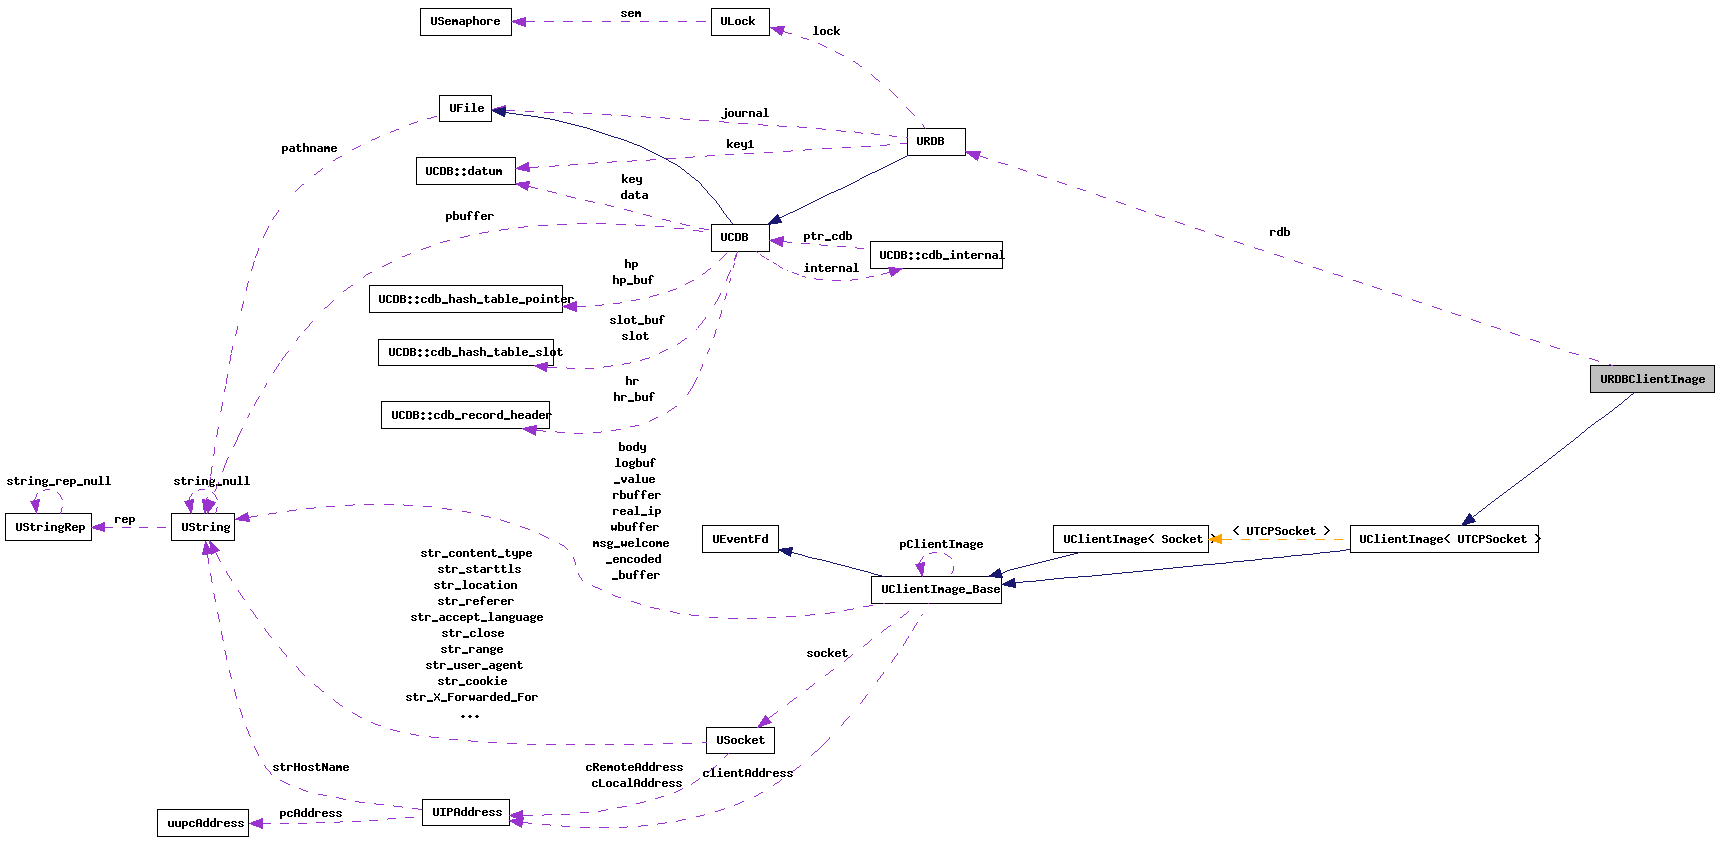 USemaphore
sem
ULock
lock
UFile
journal
URDB
key1
pathname
UCDB::datum
key
data
pbuffer
UCDB
ptr_cdb
internal
UCDB::cdb_internal
rdb
hp
hp_buf
UCDB::cdb_hash_table_pointer
slot_buf
slot
UCDB::cdb_hash_table_slot
URDBClientImage
hr
hr_buf
UCDB::cdb_record_header
body
logbuf
_value
rbuffer
real_ip
wbuffer
msg_welcome
_encoded
_buffer
string_rep_null
string_null
UStringRep
rep
UString
UEventFd
UClientImage< Socket >
< UTCPSocket >
UClientImage< UTCPSocket >
pClientImage
UClientImage_Base
str_content_type
str_starttls
str_location
str_referer
str_accept_language
str_close
str_range
str_user_agent
str_cookie
str_X_Forwarded_For
...
socket
USocket
strHostName
cRemoteAddress
cLocalAddress
clientAddress
UIPAddress
pcAddress
uupcAddress